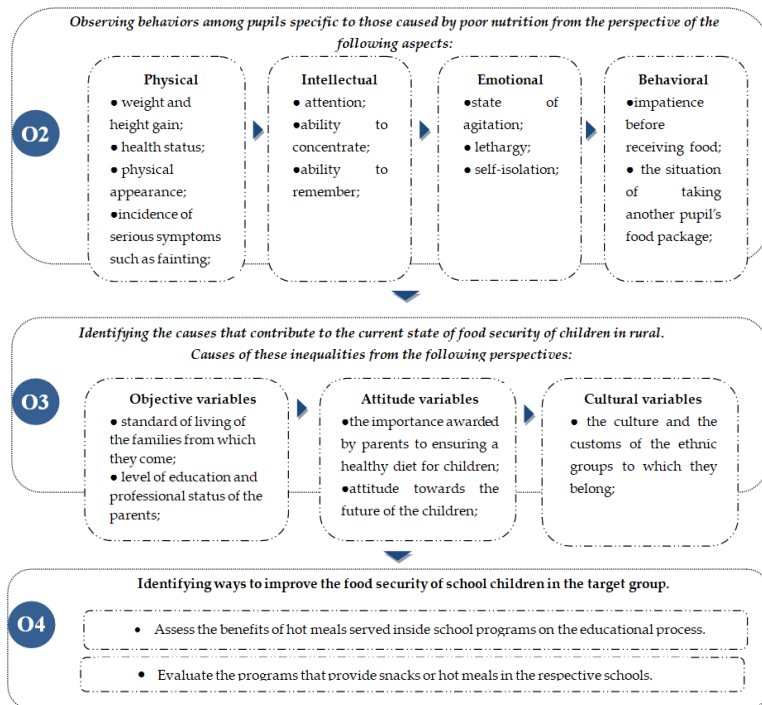 Observing behaviors among pupils specific to those caused by poor nutrition from the perspective of the
following aspects:
O2
Physical
● weight and
height gain;
● health status;
● physical
appearance;
●incidence of
serious symptoms
such as fainting;
Intellectual
● attention;
●ability to
concentrate;
●ability to
remember;
Emotional
●state of
agitation;
● lethargy;
● self-isolation;
Behavioral
●impatience
before
receiving food;
● the situation
of taking
another pupil's
food package;
Identifying the causes that contribute to the current state of food security of children in rural.
Causes of these inequalities from the following perspectives:
O3
Objective variables
● standard of living
of the families from which
they come;
● level of education and
professional status of the
parents;
Attitude variables
●the importance awarded
by parents to ensuring a
healthy diet for children;
●attitude towards the
future of the children;
Cultural variables
● the culture and the
customs of the ethnic
groups to which they
belong;
Identifying ways to improve the food security of school children in the target group.
O4
• Assess the benefits of hot meals served inside school programs on the educational process.
● Evaluate the programs that provide snacks or hot meals in the respective schools.